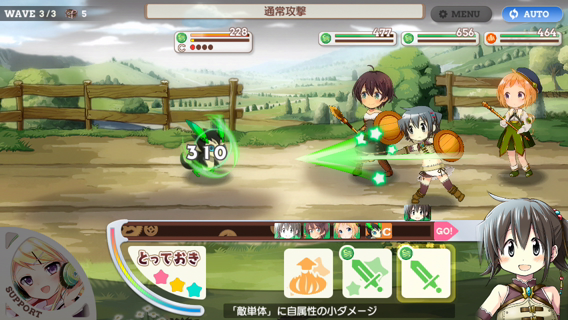 WAVE 3/3 5
通常攻撃
MENU
AUTO
228
C
477
656
464
310
C
GO!
とっておき
SUPPORT
「敵単体」に自属性の小ダメージ